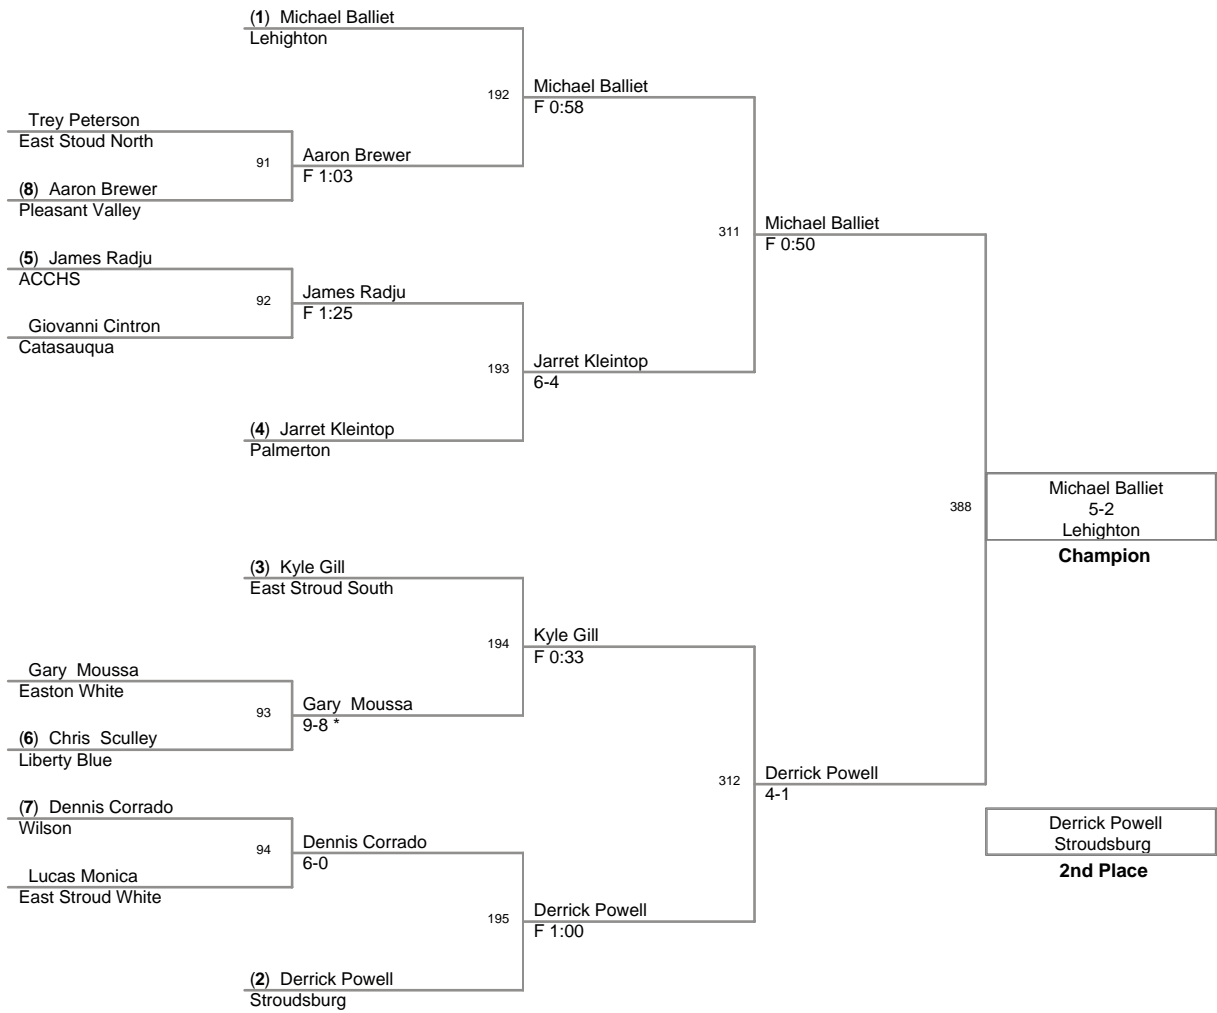 (1) Michael Balliet
Lehighton
192
Michael Balliet
F 0:58
Trey Peterson
East Stoud North
91
Aaron Brewer
F 1:03
(8) Aaron Brewer
Pleasant Valley
311
Michael Balliet
F 0:50
(5) James Radju
ACCHS
92
James Radju
F 1:25
Giovanni Cintron
Catasauqua
193
Jarret Kleintop
6-4
(4) Jarret Kleintop
Palmerton
388
Michael Balliet
5-2
Lehighton
Champion
(3) Kyle Gill
East Stroud South
194
Kyle Gill
F 0:33
Gary Moussa
Easton White
93
Gary Moussa
9-8 *
(6) Chris Sculley
Liberty Blue
312
Derrick Powell
4-1
(7) Dennis Corrado
Wilson
94
Dennis Corrado
6-0
Lucas Monica
East Stroud White
195
Derrick Powell
F 1:00
(2) Derrick Powell
Stroudsburg
Derrick Powell
Stroudsburg
2nd Place